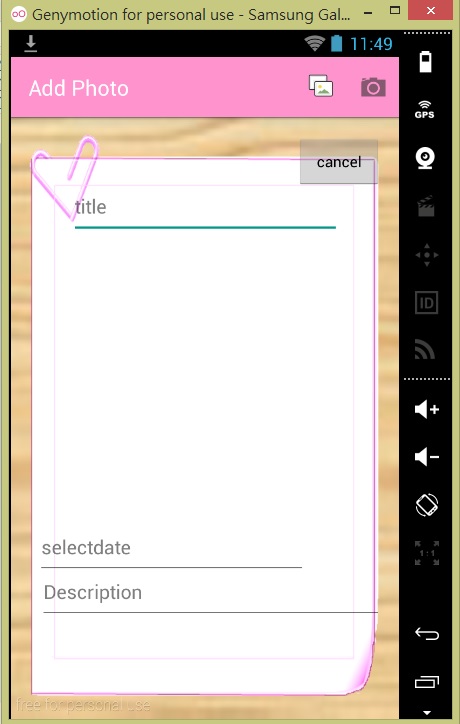 Genymotion for personal use - Samsung Gal...
11:49
Add Photo
GPS
cancel
title
ID
selectdate
1:1
Description
free for personal use